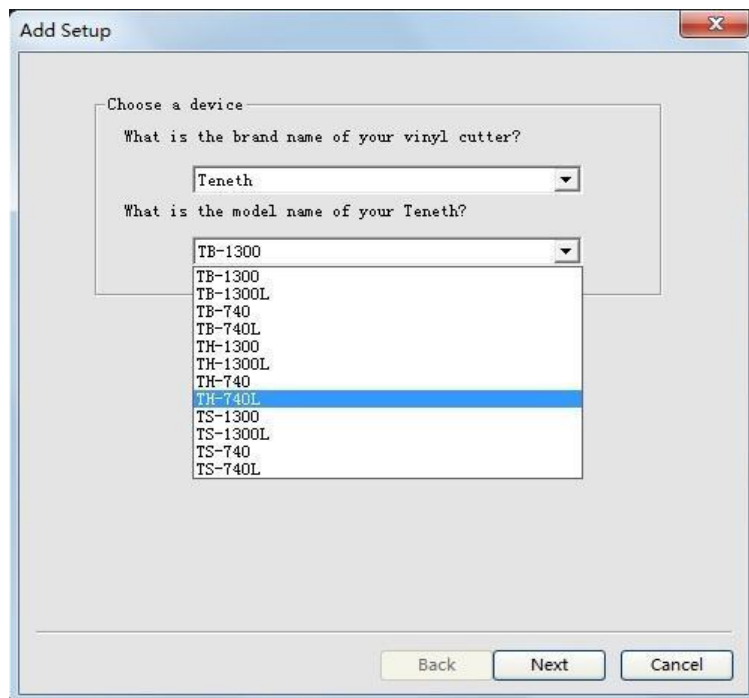 Add Setup
Choose a device
What is the brand name of your vinyl cutter?
Teneth
What is the model name of your Teneth?
TB-1300
TB-1300
TB-1300L
TB-740
TB-740L
TH-1300
TH-1300L
TH-740
TH-740L
TS-1300
TS-1300L
TS-740
TS-740L
Back Next Cancel